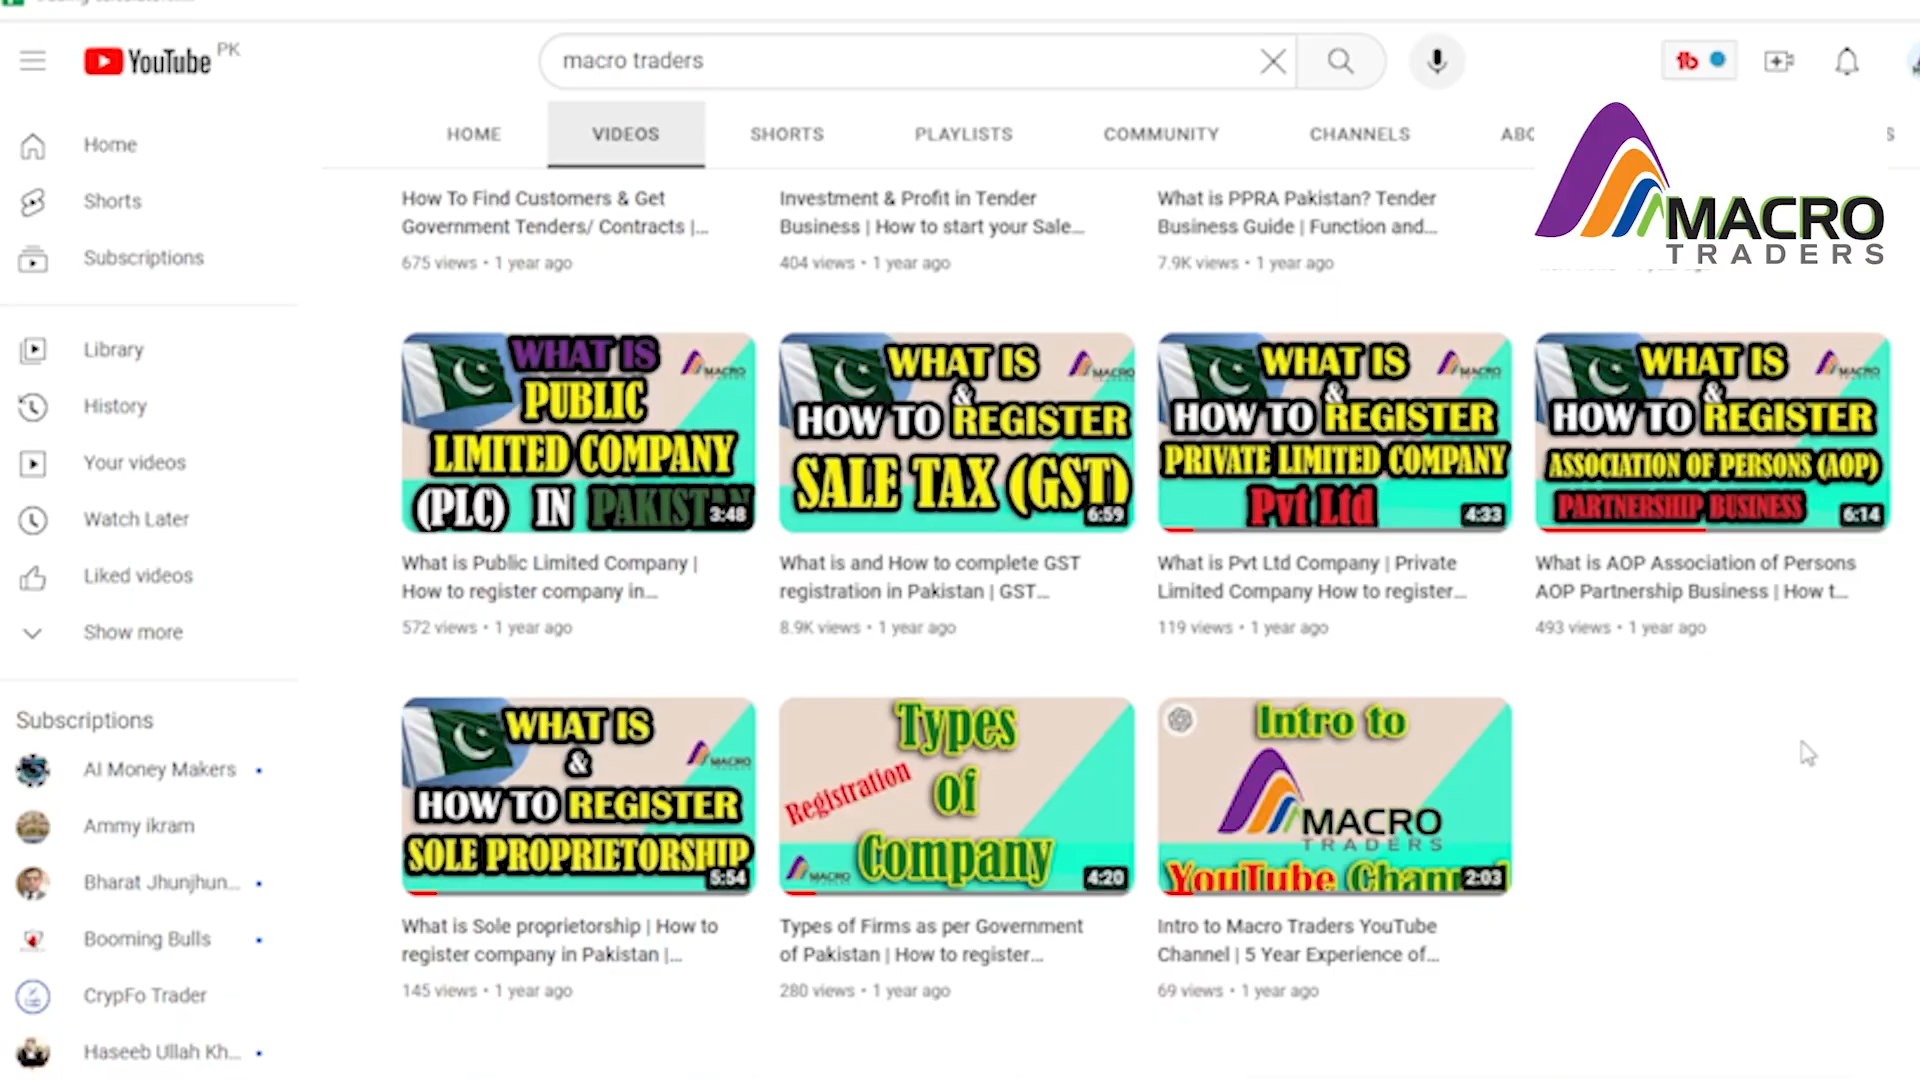 YouTube PK
macro traders
HOME VIDEOS SHORTS PLAYLISTS COMMUNITY CHANNELS
MACRO
TRADERS
Home
Shorts
Subscriptions
Library
History
Your videos
Watch Later
Liked videos
Show more
Subscriptions
AI Money Makers
Ammy ikram
Bharat Jhunjhun...
Booming Bulls
CrypFo Trader
Haseeb Ullah Kh...
How To Find Customers & Get
Government Tenders/ Contracts |...
675 views • 1 year ago
Investment & Profit in Tender
Business | How to start your Sale...
404 views • 1 year ago
What is PPRA Pakistan? Tender
Business Guide | Function and...
7.9K views • 1 year ago
WHAT IS
MACRO
PUBLIC
LIMITED COMPANY
(PLC) IN PAKISTAN
3:48
What is Public Limited Company |
How to register company in...
572 views • 1 year ago
WHAT IS
MACRO
&
HOW TO REGISTER
SALE TAX (GST)
6:59
What is and How to complete GST
registration in Pakistan | GST...
8.9K views • 1 year ago
WHAT IS
MACRO
&
HOW TO REGISTER
PRIVATE LIMITED COMPANY
Pvt Ltd
4:33
What is Pvt Ltd Company | Private
Limited Company How to register...
119 views • 1 year ago
WHAT IS
MACRO
&
HOW TO REGISTER
ASSOCIATION OF PERSONS (AOP)
PARTNERSHIP BUSINESS
6:14
What is AOP Association of Persons
AOP Partnership Business | How t...
493 views • 1 year ago
WHAT IS
MACRO
&
HOW TO REGISTER
SOLE PROPRIETORSHIP
5:54
What is Sole proprietorship | How to
register company in Pakistan |...
145 views • 1 year ago
Types
Registration
of
Company
MACRO
4:20
Types of Firms as per Government
of Pakistan | How to register...
280 views • 1 year ago
Intro to
MACRO
TRADERS
YouTube Chann
2:03
Intro to Macro Traders YouTube
Channel | 5 Year Experience of...
69 views • 1 year ago